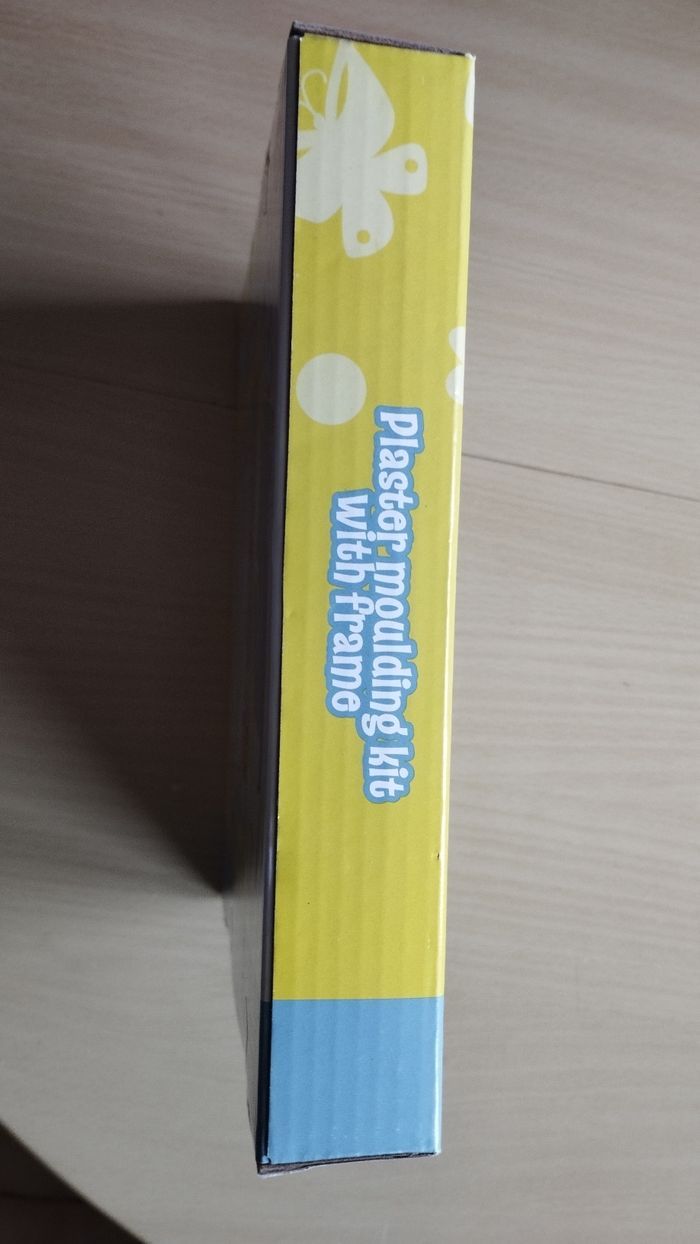 Plaster moulding kit
with frame